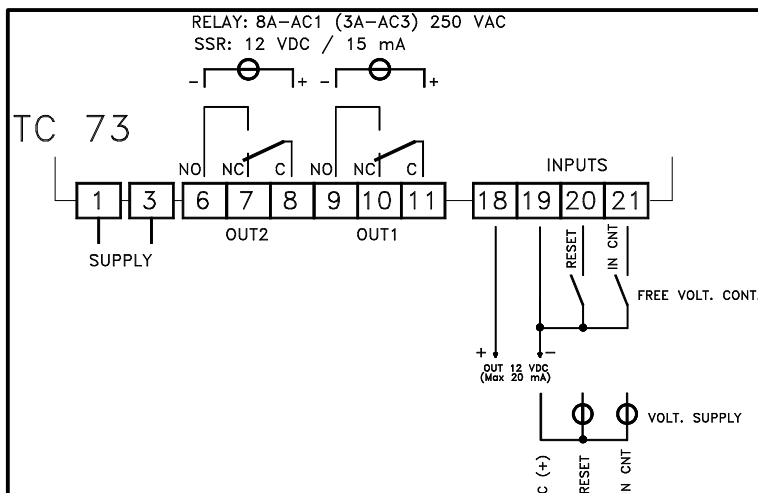 RELAY: 8A-AC1 (3A-AC3) 250 VAC
SSR: 12 VDC / 15 mA
- + - +
TC 73
NO NC C NO NC C INPUTS
1 3 6 7 8 9 10 11 18 19 20 21
SUPPLY OUT2 OUT1
RESET IN CNT
FREE VOLT. CONT.
+ -
OUT 12 VDC
(Max 20 mA)
VOLT. SUPPLY
C (+) RESET N CNT